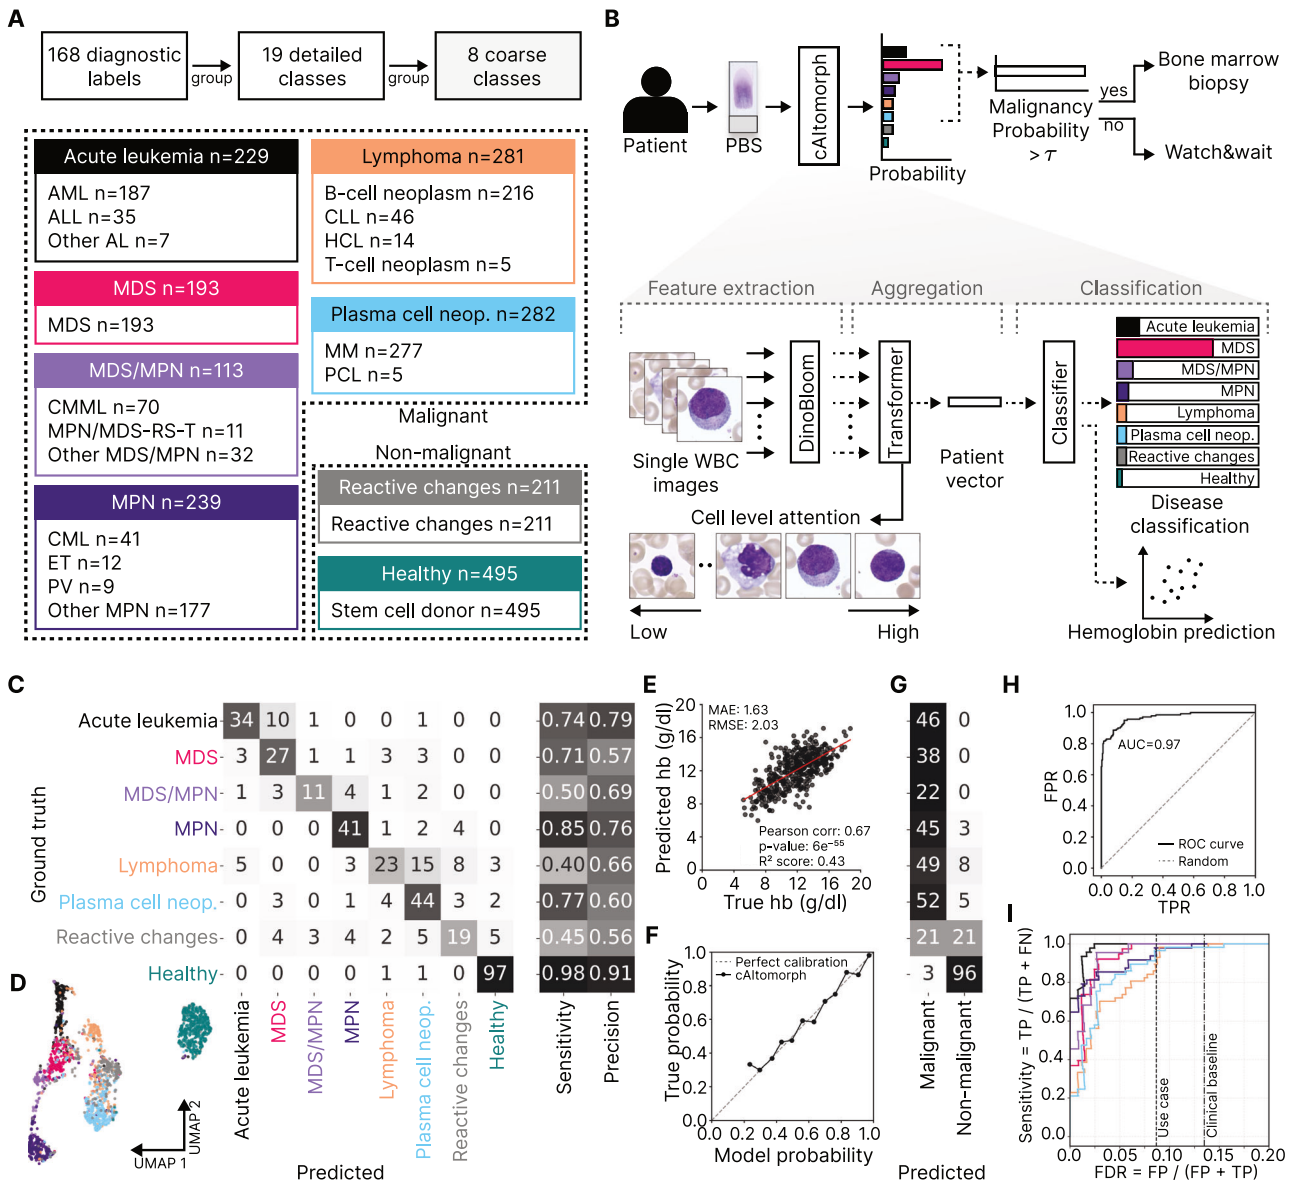 A
168 diagnostic labels
group
19 detailed classes
group
8 coarse classes
Acute leukemia n=229
AML n=187
ALL n=35
Other AL n=7
MDS n=193
MDS n=193
MDS/MPN n=113
CMML n=70
MPN/MDS-RS-T n=11
Other MDS/MPN n=32
MPN n=239
CML n=41
ET n=12
PV n=9
Other MPN n=177
Lymphoma n=281
B-cell neoplasm n=216
CLL n=46
HCL n=14
T-cell neoplasm n=5
Plasma cell neop. n=282
MM n=277
PCL n=5
Malignant
Non-malignant
Reactive changes n=211
Reactive changes n=211
Healthy n=495
Stem cell donor n=495
B
Patient
PBS
cAItomorph
Probability
Malignancy
Probability
> τ
yes
no
Bone marrow
biopsy
Watch&wait
Feature extraction
Aggregation
Classification
Single WBC
images
DinoBloom
Transformer
Patient
vector
Classifier
Acute leukemia
MDS
MDS/MPN
MPN
Lymphoma
Plasma cell neop.
Reactive changes
Healthy
Disease
classification
Hemoglobin prediction
Cell level attention
Low
High
C
Ground truth
Acute leukemia 34 10 1 0 0 1 0 0 0.74 0.79
MDS 3 27 1 1 3 3 0 0 0.71 0.57
MDS/MPN 1 3 11 4 1 2 0 0 0.50 0.69
MPN 0 0 0 41 1 2 4 0 0.85 0.76
Lymphoma 5 0 0 3 23 15 8 3 0.40 0.66
Plasma cell neop. 0 3 0 1 4 44 3 2 0.77 0.60
Reactive changes 0 4 3 4 2 5 19 5 0.45 0.56
Healthy 0 0 0 0 1 1 0 97 0.98 0.91
Acute leukemia
MDS
MDS/MPN
MPN
Lymphoma
Plasma cell neop.
Reactive changes
Healthy
Sensitivity
Precision
Predicted
D
UMAP 1
UMAP 2
E
MAE: 1.63
RMSE: 2.03
Pearson corr: 0.67
p-value: 6e⁻⁵⁵
R² score: 0.43
Predicted hb (g/dl)
20
16
12
8
4
0
0 4 8 12 16 20
True hb (g/dl)
F
Perfect calibration
cAItomorph
True probability
1.0
0.8
0.6
0.4
0.2
0.0
0.0 0.2 0.4 0.6 0.8 1.0
Model probability
G
46 0
38 0
22 0
45 3
49 8
52 5
21 21
3 96
Malignant
Non-malignant
Predicted
H
AUC=0.97
ROC curve
Random
FPR
1.0
0.8
0.6
0.4
0.2
0.0
0.0 0.2 0.4 0.6 0.8 1.0
TPR
I
Sensitivity = TP / (TP + FN)
1.0
0.8
0.6
0.4
0.2
0.0
Use case
Clinical baseline
0.0 0.05 0.10 0.15 0.20
FDR = FP / (FP + TP)